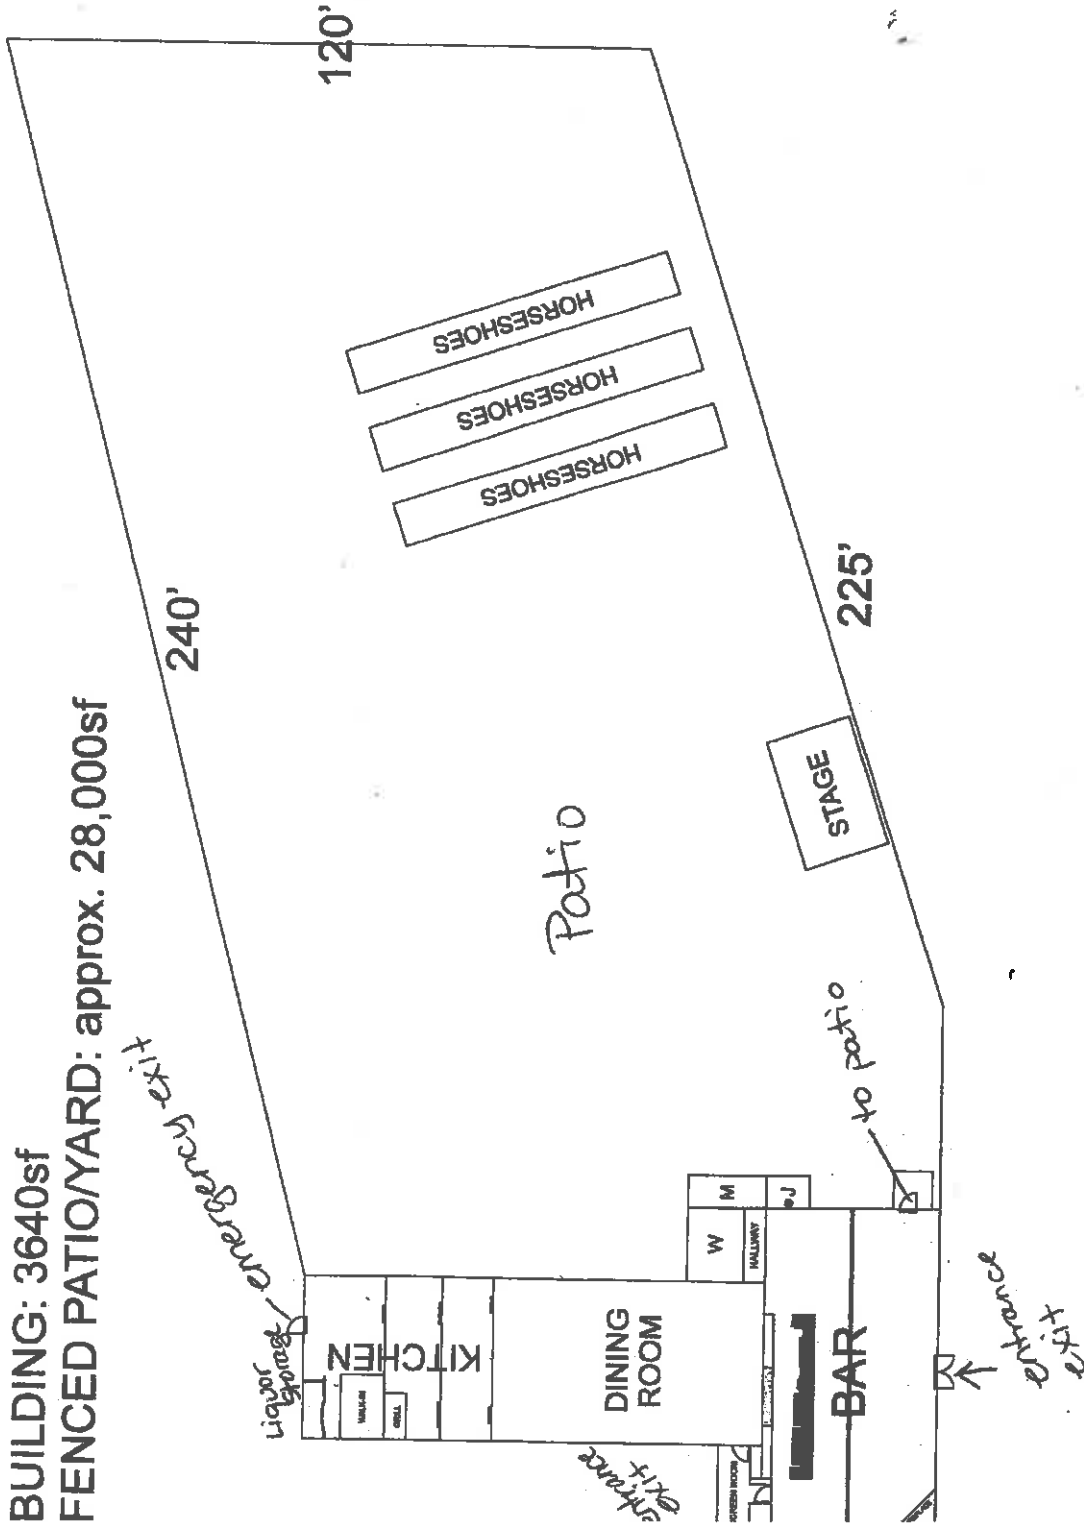 BUILDING: 3640sf
FENCED PATIO/YARD: approx. 28,000sf
240'
120'
225'
HORSESHOES
HORSESHOES
HORSESHOES
STAGE
Patio
emergency exit
Liquor
Storage
KITCHEN
WALK-IN
DINING
ROOM
W
M
HALLWAY
J
to patio
BAR
entrance
exit
entrance
exit
GREEN ROOM